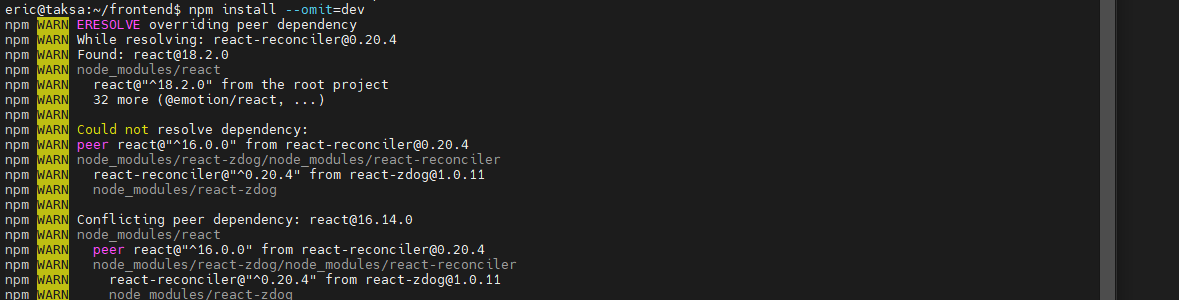 eric@taksa:~/frontend$ npm install --omit=dev
npm WARN ERESOLVE overriding peer dependency
npm WARN While resolving: react-reconciler@0.20.4
npm WARN Found: react@18.2.0
npm WARN node_modules/react
npm WARN   react@"^18.2.0" from the root project
npm WARN   32 more (@emotion/react, ...)
npm WARN
npm WARN Could not resolve dependency:
npm WARN peer react@"^16.0.0" from react-reconciler@0.20.4
npm WARN node_modules/react-zdog/node_modules/react-reconciler
npm WARN   react-reconciler@"^0.20.4" from react-zdog@1.0.11
npm WARN   node_modules/react-zdog
npm WARN
npm WARN Conflicting peer dependency: react@16.14.0
npm WARN node_modules/react
npm WARN   peer react@"^16.0.0" from react-reconciler@0.20.4
npm WARN   node_modules/react-zdog/node_modules/react-reconciler
npm WARN     react-reconciler@"^0.20.4" from react-zdog@1.0.11
npm WARN     node_modules/react-zdog